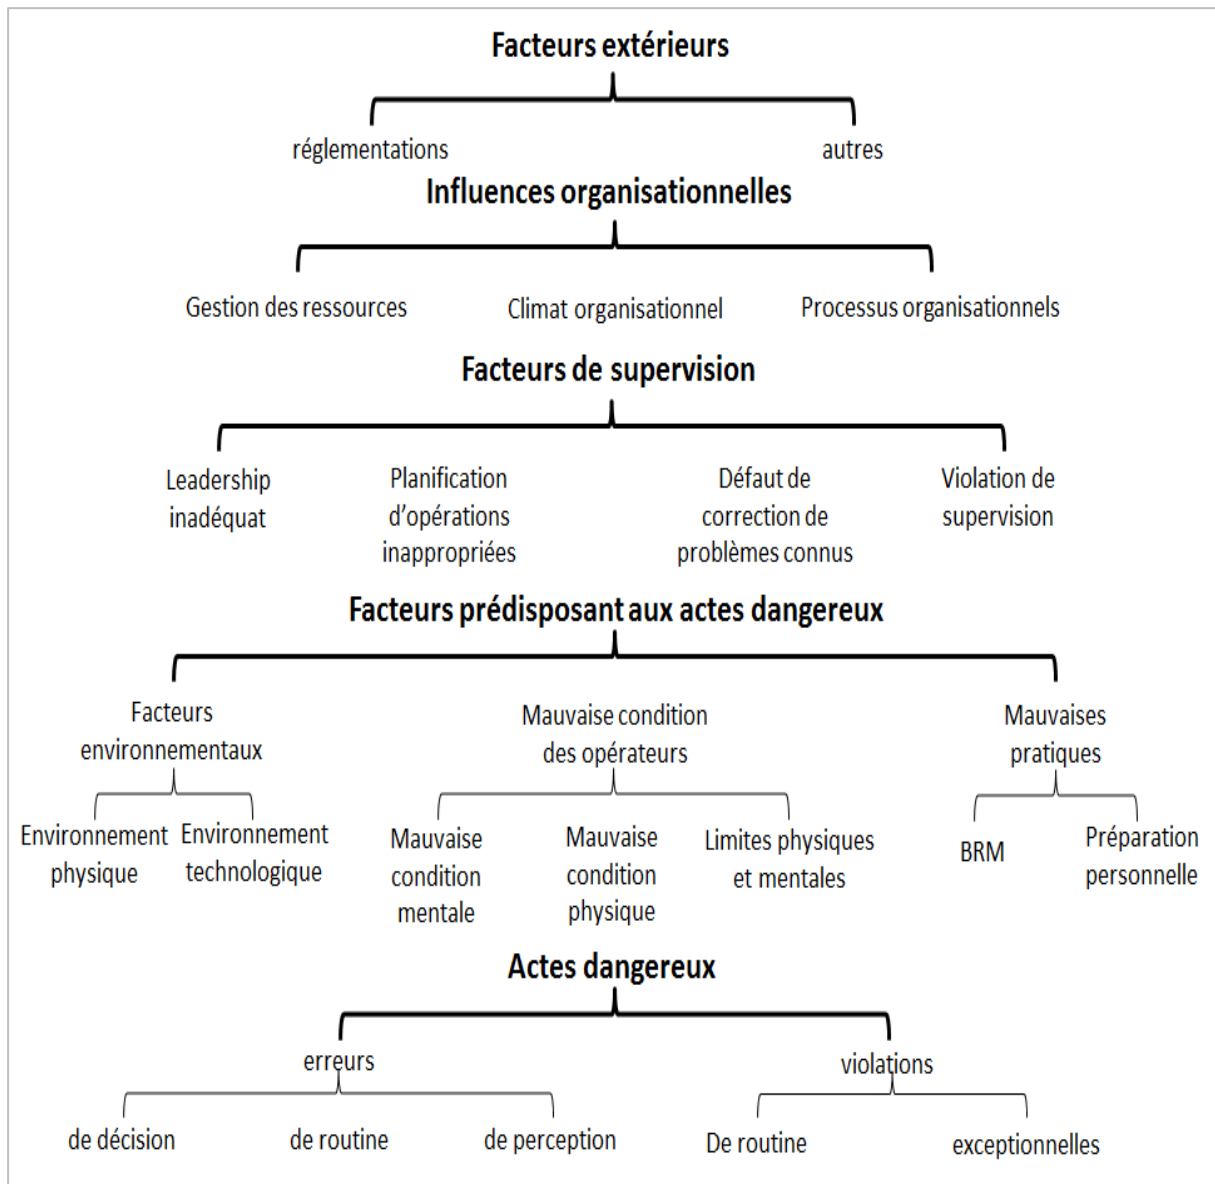 Facteurs extérieurs
réglementations
autres
Influences organisationnelles
Gestion des ressources
Climat organisationnel
Processus organisationnels
Facteurs de supervision
Leadership
inadéquat
Planification
d'opérations
inappropriées
Défaut de
correction de
problèmes connus
Violation de
supervision
Facteurs prédisposant aux actes dangereux
Facteurs
environnementaux
Mauvaise condition
des opérateurs
Mauvaises
pratiques
Environnement
physique
Environnement
technologique
Mauvaise
condition
mentale
Mauvaise
condition
physique
Limites physiques
et mentales
BRM
Préparation
personnelle
Actes dangereux
erreurs
violations
de décision
de routine
de perception
De routine
exceptionnelles